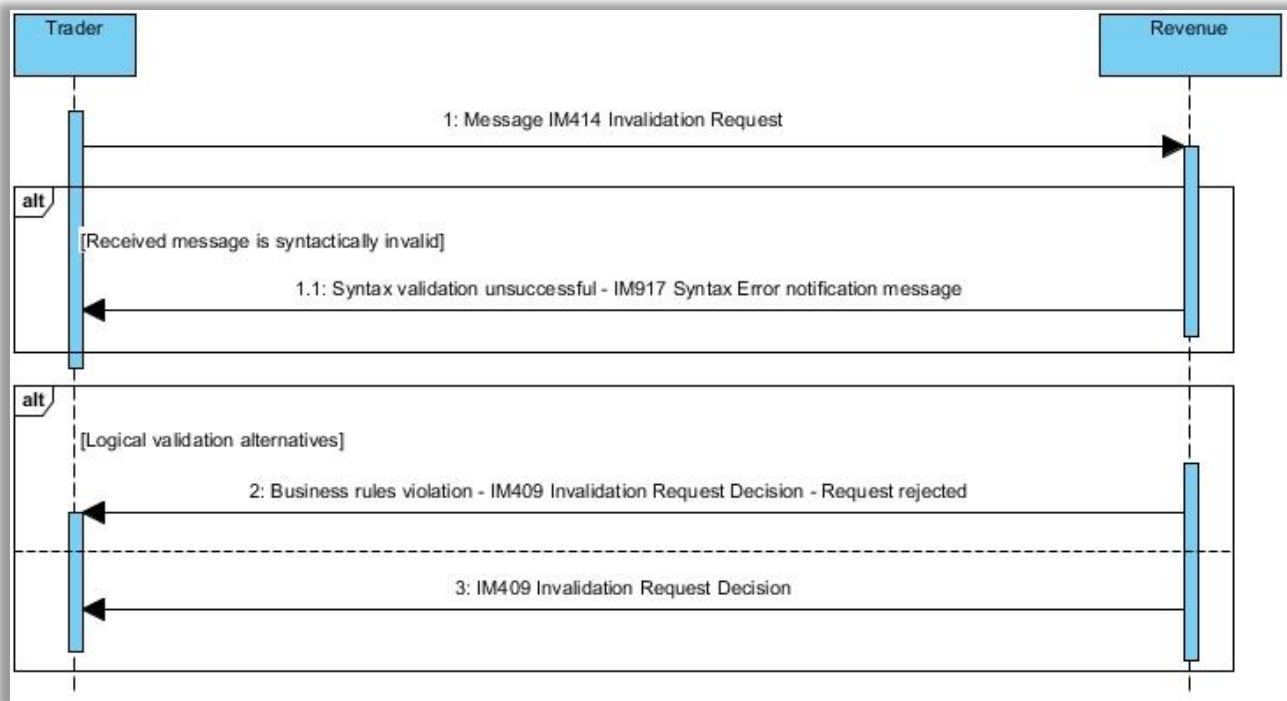 Trader
Revenue
1: Message IM414 Invalidation Request
alt
[Received message is syntactically invalid]
1.1: Syntax validation unsuccessful - IM917 Syntax Error notification message
alt
[Logical validation alternatives]
2: Business rules violation - IM409 Invalidation Request Decision - Request rejected
3: IM409 Invalidation Request Decision